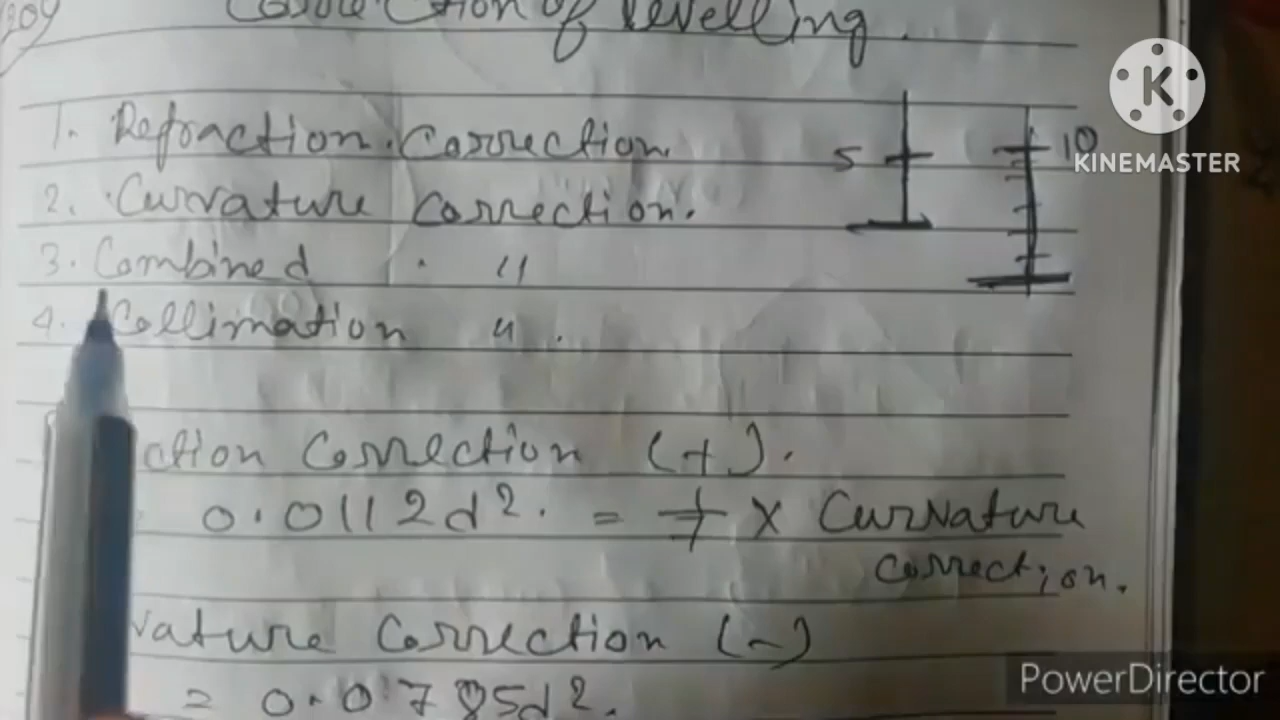 Correction of levelling.
1. Refraction Correction
2. Curvature Correction.
3. Combined 〃
4. Collimation 〃 .
5
10
K
KINEMASTER
ction Correction (+).
0.0112d². = 1/7 X Curvature
correction.
vature Correction (-)
= 0.0785d².
PowerDirector